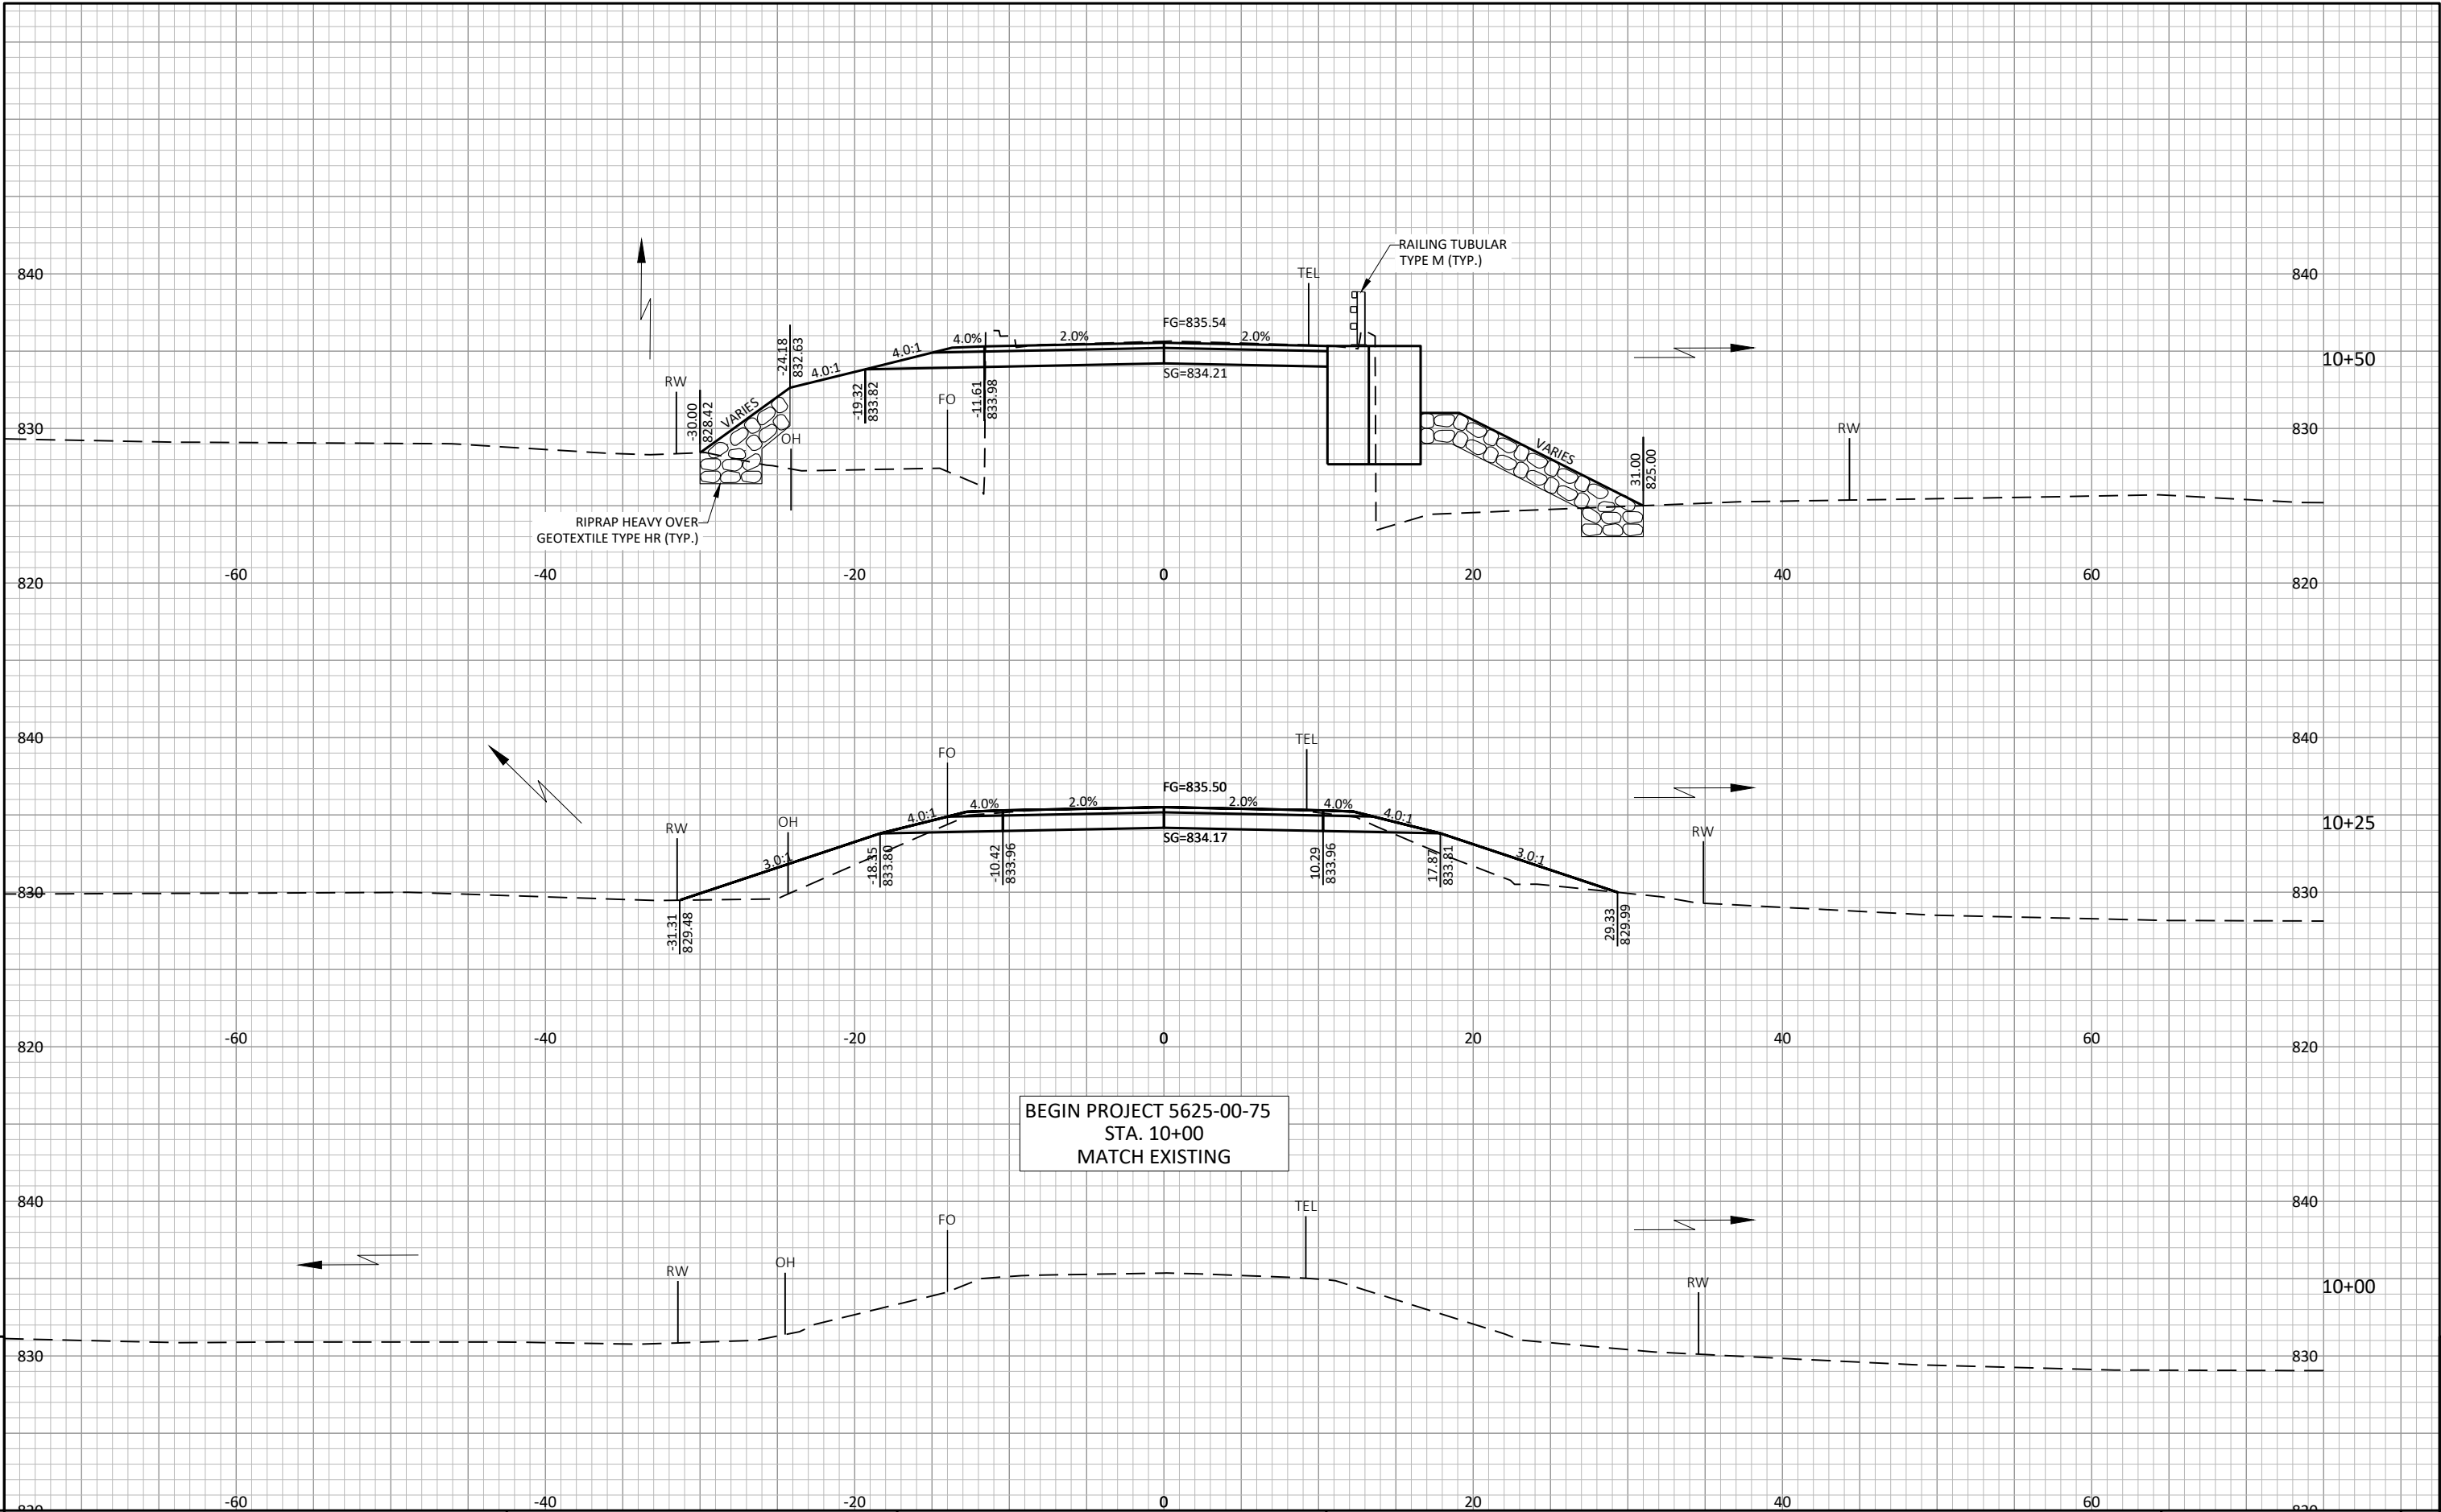 RAILING TUBULAR
TYPE M (TYP.)
840
TEL
840
FG=835.54
4.0%
2.0%
2.0%
4.0:1
-24.18
832.63
4.0:1
10+50
SG=834.21
RW
-19.32
833.82
-11.61
833.98
FO
-30.00
828.42
VARIES
830
OH
VARIES
RW
830
31.00
825.00
RIPRAP HEAVY OVER
GEOTEXTILE TYPE HR (TYP.)
820
-60
-40
-20
0
20
40
60
820
840
FO
TEL
840
FG=835.50
4.0%
2.0%
2.0%
4.0%
4.0:1
4.0:1
10+25
RW
OH
SG=834.17
RW
3.0:1
-18.35
833.80
-10.42
833.96
10.29
833.96
17.87
833.81
3.0:1
830
830
-31.31
829.48
29.33
829.99
820
-60
-40
-20
0
20
40
60
820
BEGIN PROJECT 5625-00-75
STA. 10+00
MATCH EXISTING
840
FO
TEL
840
RW
OH
RW
10+00
830
830
-60
-40
-20
0
20
40
60